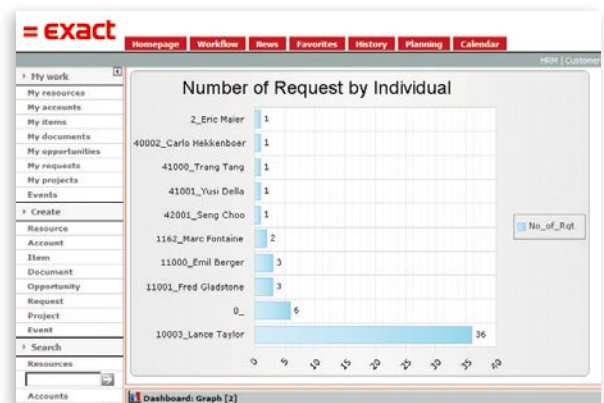 = exact
Homepage Workflow News Favorites History Planning Calendar
HRM | Customer
My work
My resources
My accounts
My items
My documents
My opportunities
My requests
My projects
Events
Create
Resource
Account
Item
Document
Opportunity
Request
Project
Event
Search
Resources
Accounts
Number of Request by Individual
2_Eric Maier 1
40002_Carlo Hekkenboer 1
41000_Trang Tang 1
41001_Yusi Della 1
42001_Seng Choo 1
1162_Marc Fontaine 2
11000_Emil Berger 3
11001_Fred Gladstone 3
0_ 6
10003_Lance Taylor 36
0 5 10 15 20 25 30 35 40
No_of_Rqt
Dashboard: Graph [2]